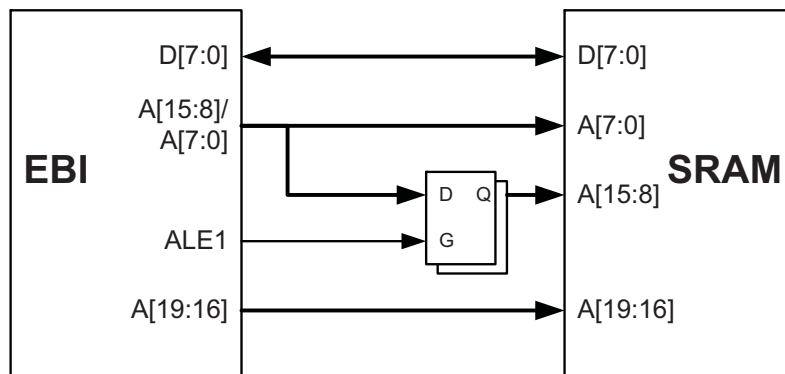 D[7:0]
D[7:0]
A[15:8]/
A[7:0]
A[7:0]
EBI
SRAM
D
Q
A[15:8]
ALE1
G
A[19:16]
A[19:16]